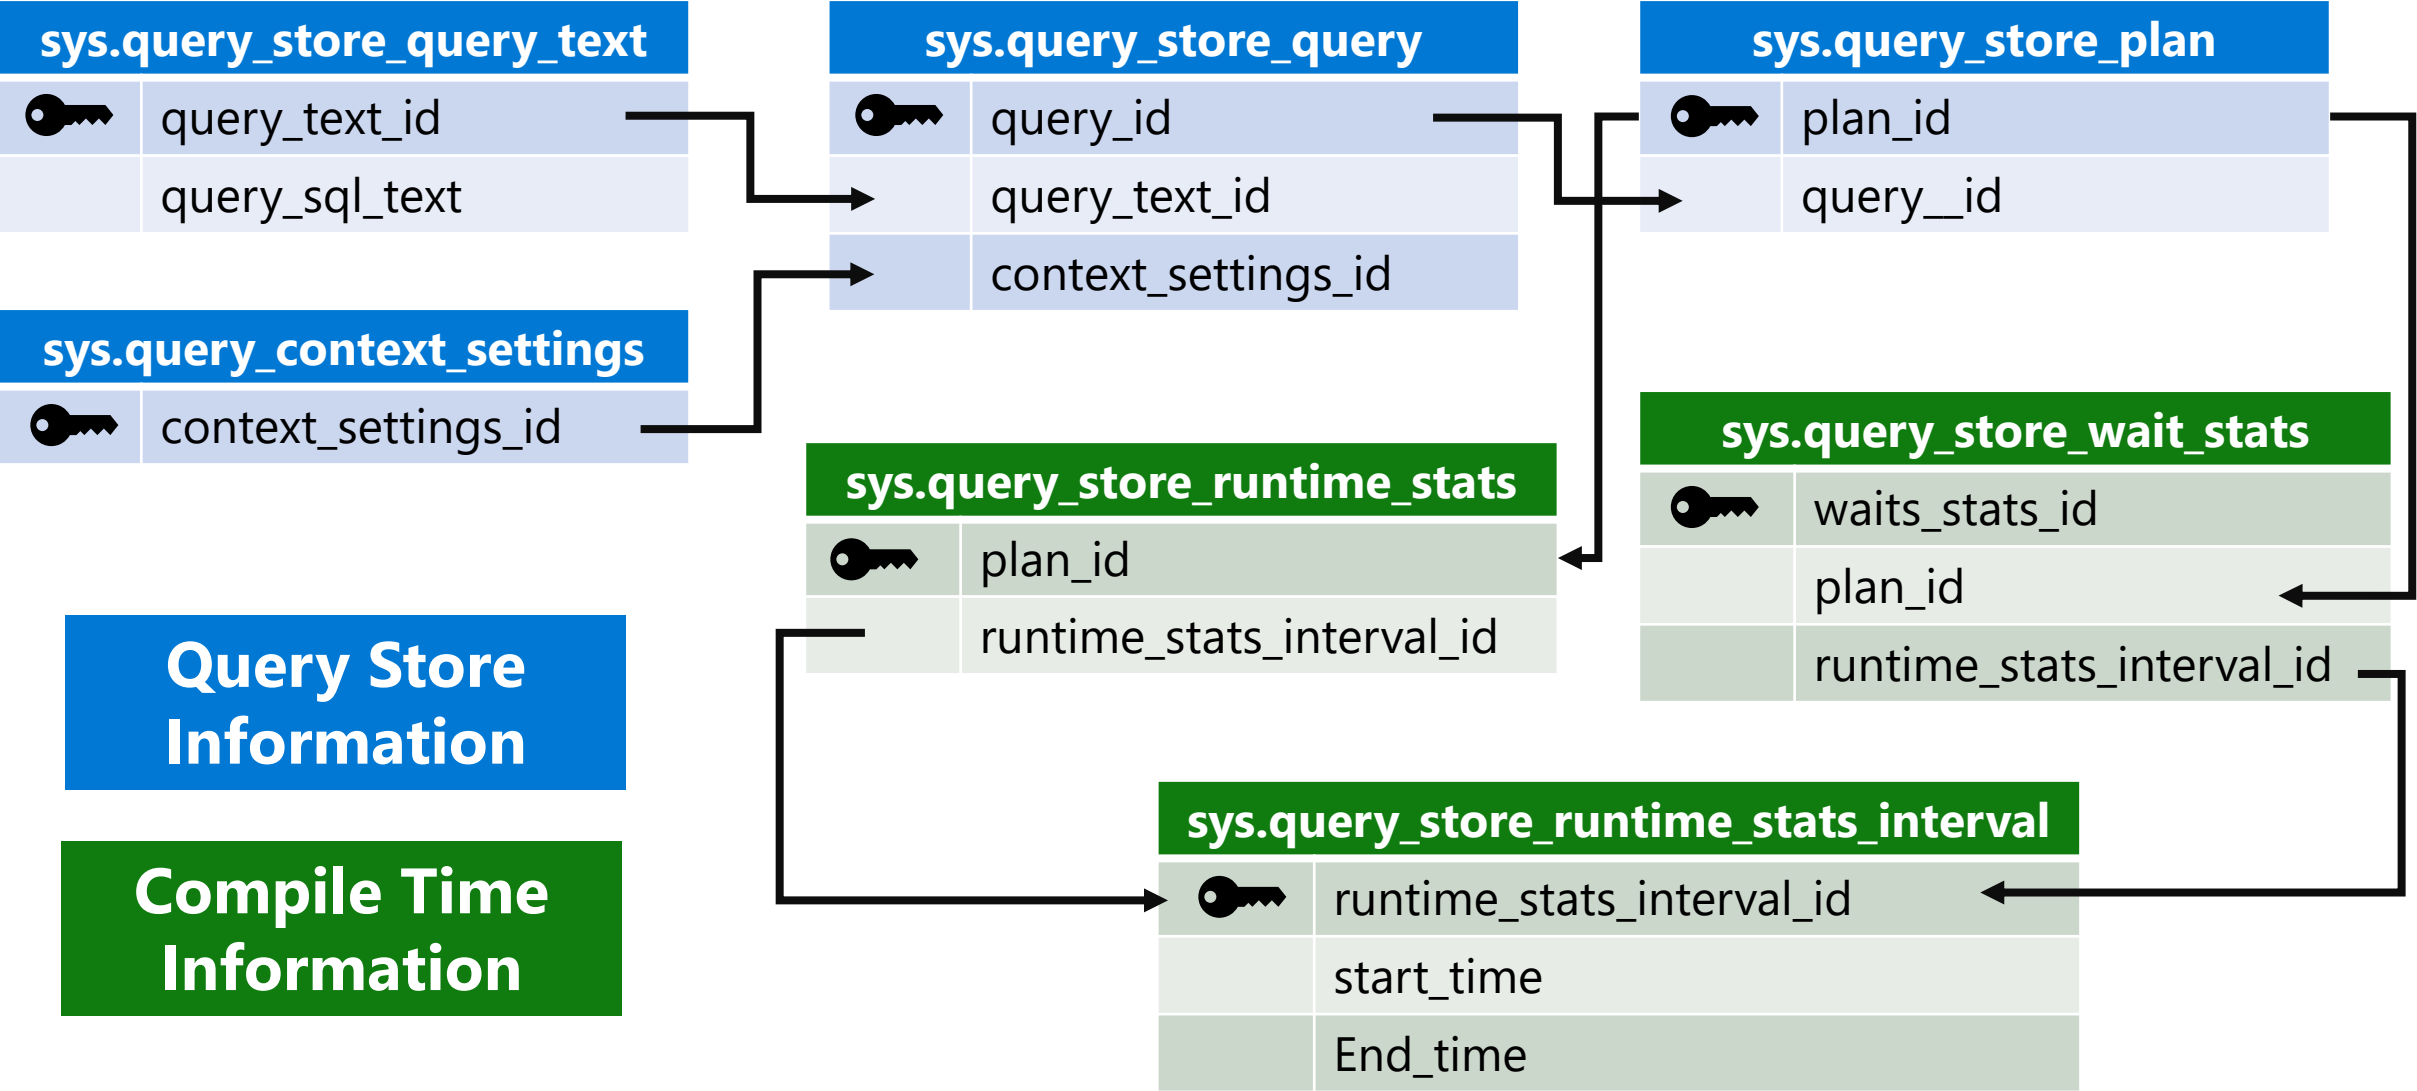 sys.query_store_query_text
query_text_id
query_sql_text
sys.query_context_settings
context_settings_id
sys.query_store_query
query_id
query_text_id
context_settings_id
sys.query_store_plan
plan_id
query__id
sys.query_store_runtime_stats
plan_id
runtime_stats_interval_id
sys.query_store_wait_stats
waits_stats_id
plan_id
runtime_stats_interval_id
Query Store
Information
Compile Time
Information
sys.query_store_runtime_stats_interval
runtime_stats_interval_id
start_time
End_time